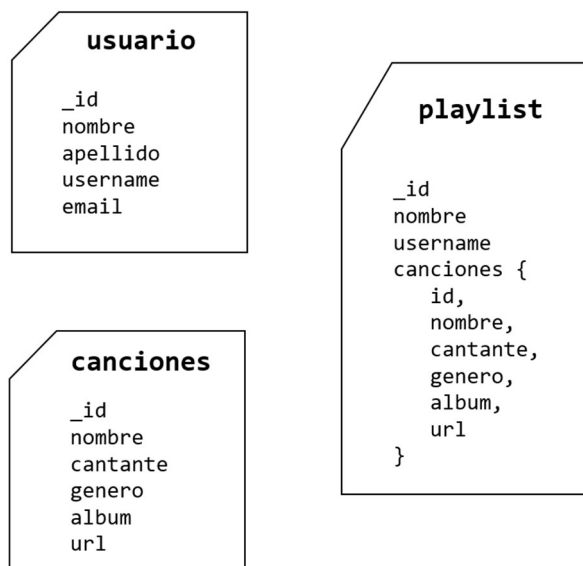 usuario
_id
nombre
apellido
username
email
playlist
_id
nombre
username
canciones {
id,
nombre,
cantante,
genero,
album,
url
}
canciones
_id
nombre
cantante
genero
album
url